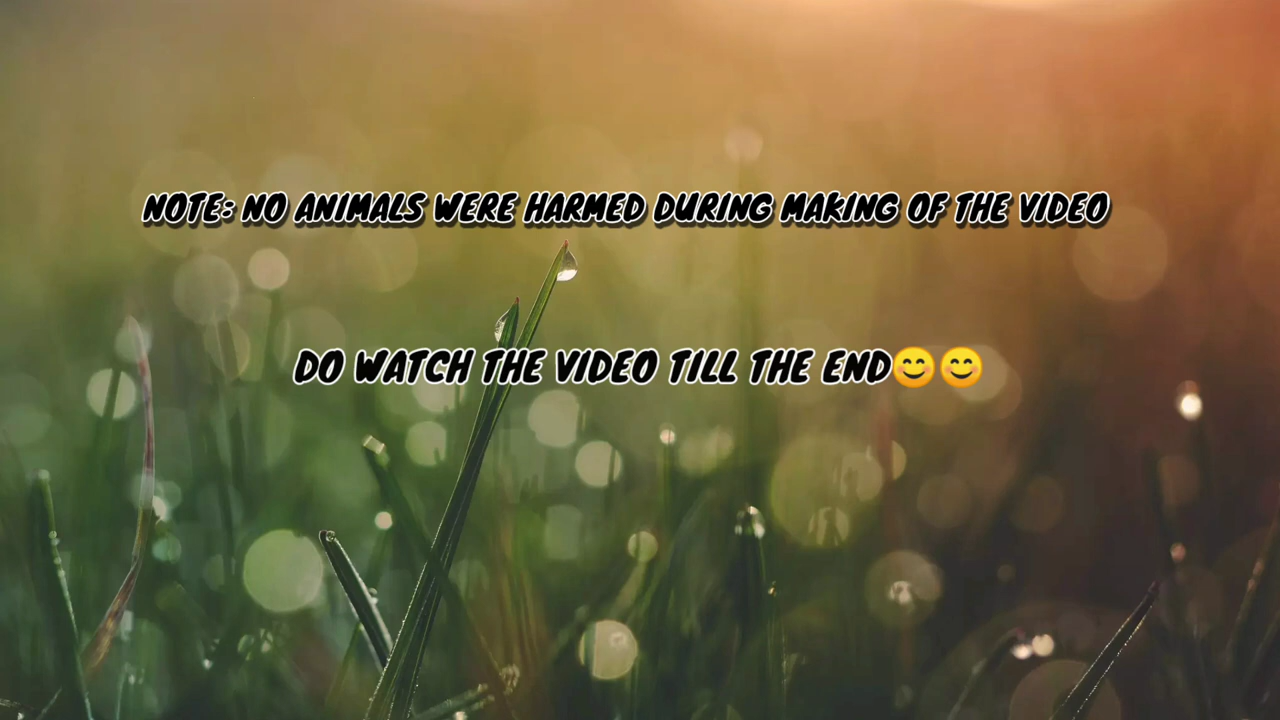 NOTE: NO ANIMALS WERE HARMED DURING MAKING OF THE VIDEO
DO WATCH THE VIDEO TILL THE END😊😊